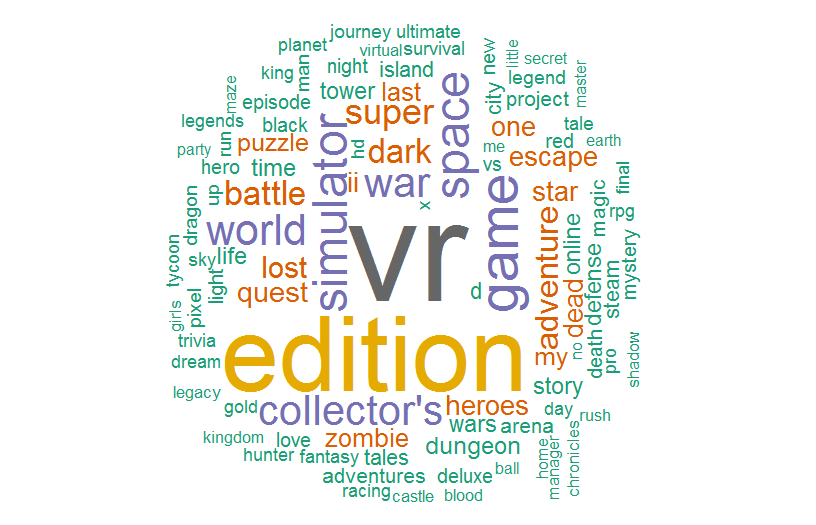 journey ultimate
planet
virtual survival
new
little
secret
king
man
night island
legend
master
maze
episode
tower last
space
city
project
legends
black
super
one
tale
party
run
puzzle
simulator
hd
dark
me
red
earth
hero
time
ii
war
vs
escape
up
battle
x
game
star
magic
final
dragon
world
rpg
sky life
lost
vr
adventure
online
mystery
tycoon
light
quest
d
dead
defense
steam
girls
pixel
trivia
edition
no
death
pro
shadow
dream
my
legacy
story
gold
collector's
heroes
day
rush
kingdom
love
zombie
wars arena
hunter fantasy tales
dungeon
home
manager
chronicles
adventures
deluxe
ball
racing
castle
blood